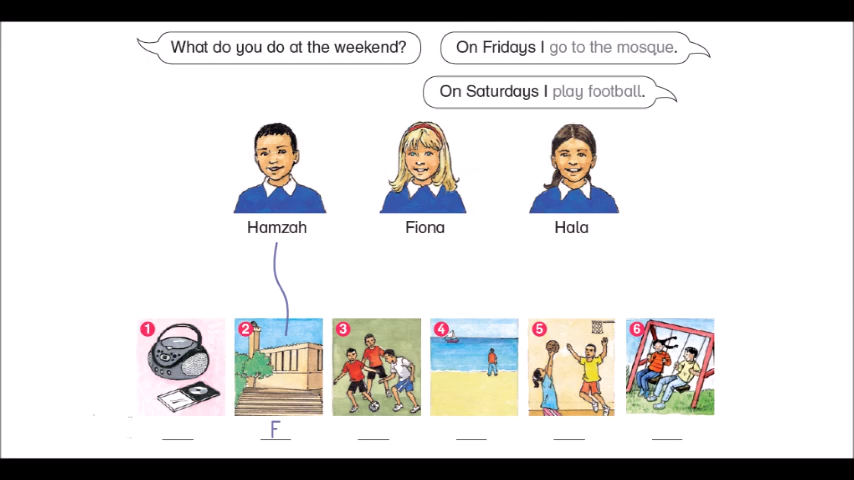 What do you do at the weekend?
On Fridays I go to the mosque.
On Saturdays I play football.
Hamzah
Fiona
Hala
1
2
3
4
5
6
F